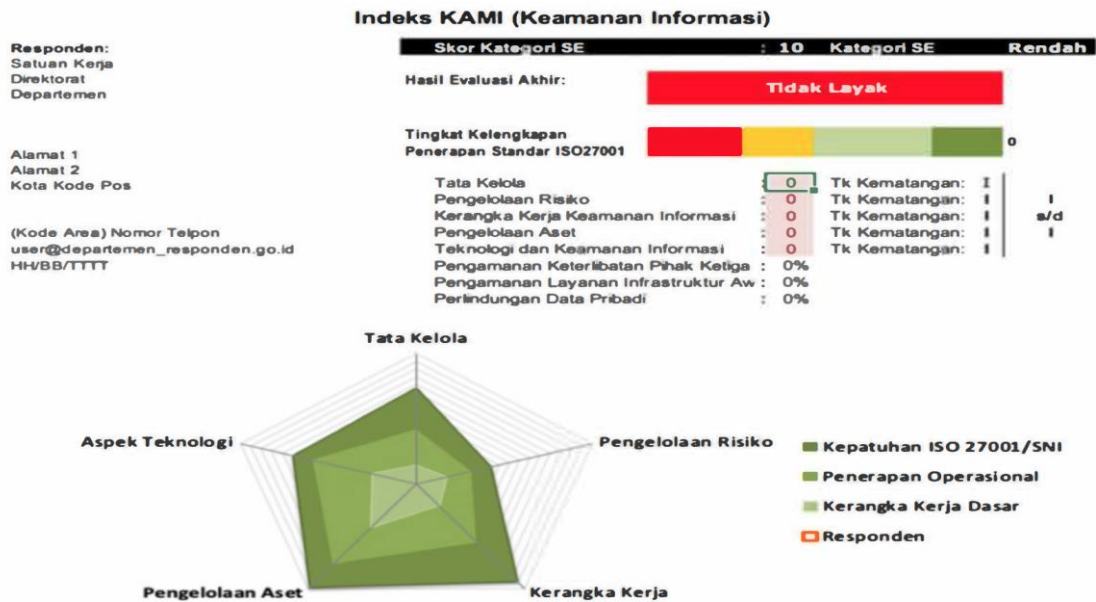 Indeks KAMI (Keamanan Informasi)
Responden:
Satuan Kerja
Direktorat
Departemen
Alamat 1
Alamat 2
Kota Kode Pos
(Kode Area) Nomor Telpon
user@departemen_responden.go.id
HH/BB/TTTT
Skor Kategori SE : 10 Kategori SE Rendah
Hasil Evaluasi Akhir: Tidak Layak
Tingkat Kelengkapan
Penerapan Standar ISO27001 0
Tata Kelola : 0 Tk Kematangan: I
Pengelolaan Risiko : 0 Tk Kematangan: I I
Kerangka Kerja Keamanan Informasi : 0 Tk Kematangan: I s/d
Pengelolaan Aset : 0 Tk Kematangan: I I
Teknologi dan Keamanan Informasi : 0 Tk Kematangan: I
Pengamanan Keterlibatan Pihak Ketiga : 0%
Pengamanan Layanan Infrastruktur Aw : 0%
Perlindungan Data Pribadi : 0%
Tata Kelola
Aspek Teknologi
Pengelolaan Risiko
Pengelolaan Aset
Kerangka Kerja
Kepatuhan ISO 27001/SNI
Penerapan Operasional
Kerangka Kerja Dasar
Responden